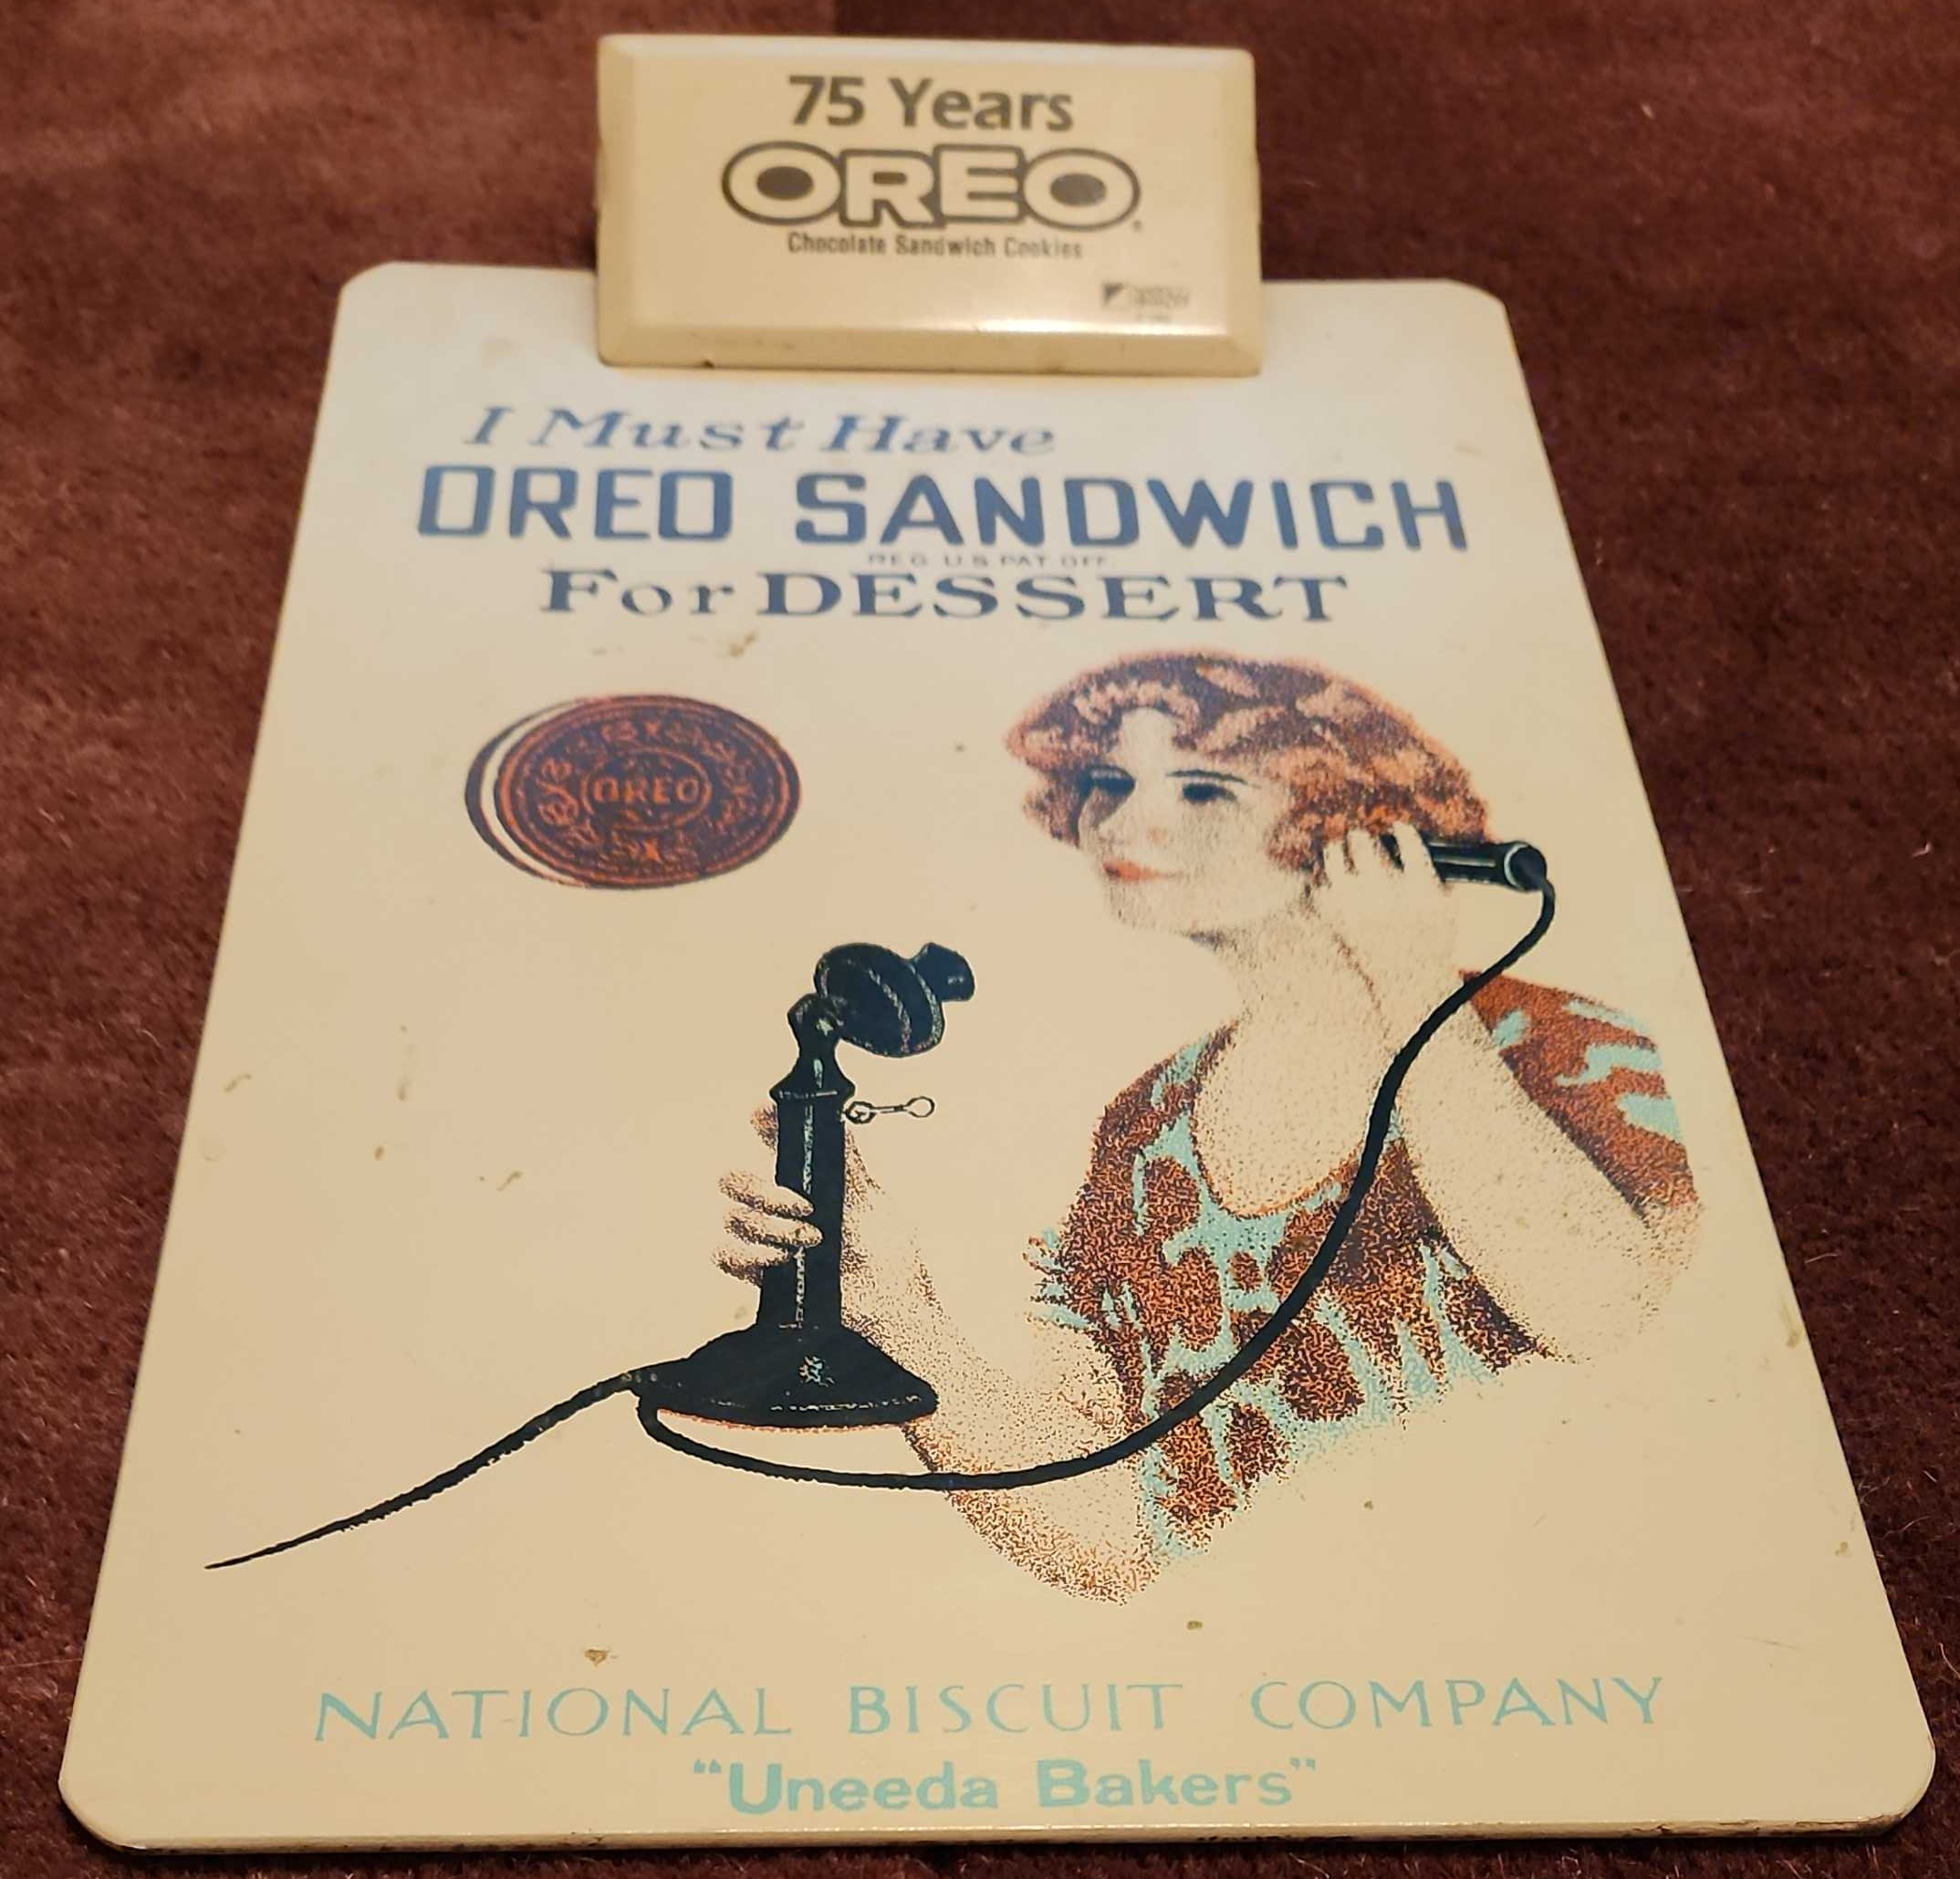 75 Years
OREO
Chocolate Sandwich Cookies
I Must Have
OREO SANDWICH
REG. U.S. PAT. OFF.
For DESSERT
OREO
NATIONAL BISCUIT COMPANY
"Uneeda Bakers"